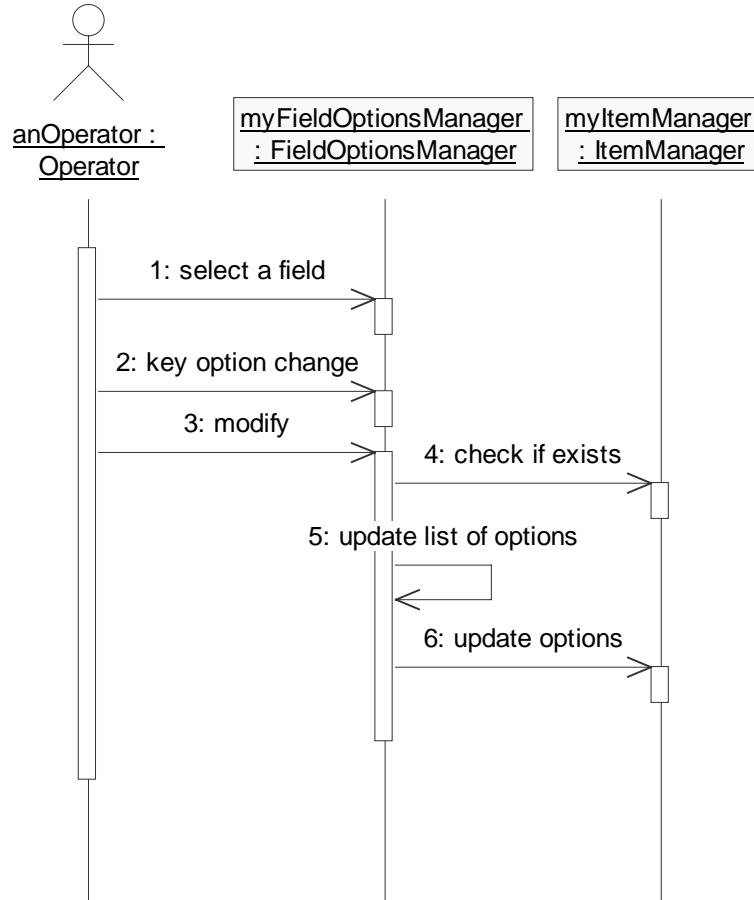 anOperator :
Operator
myFieldOptionsManager
: FieldOptionsManager
myItemManager
: ItemManager
1: select a field
2: key option change
3: modify
4: check if exists
5: update list of options
6: update options